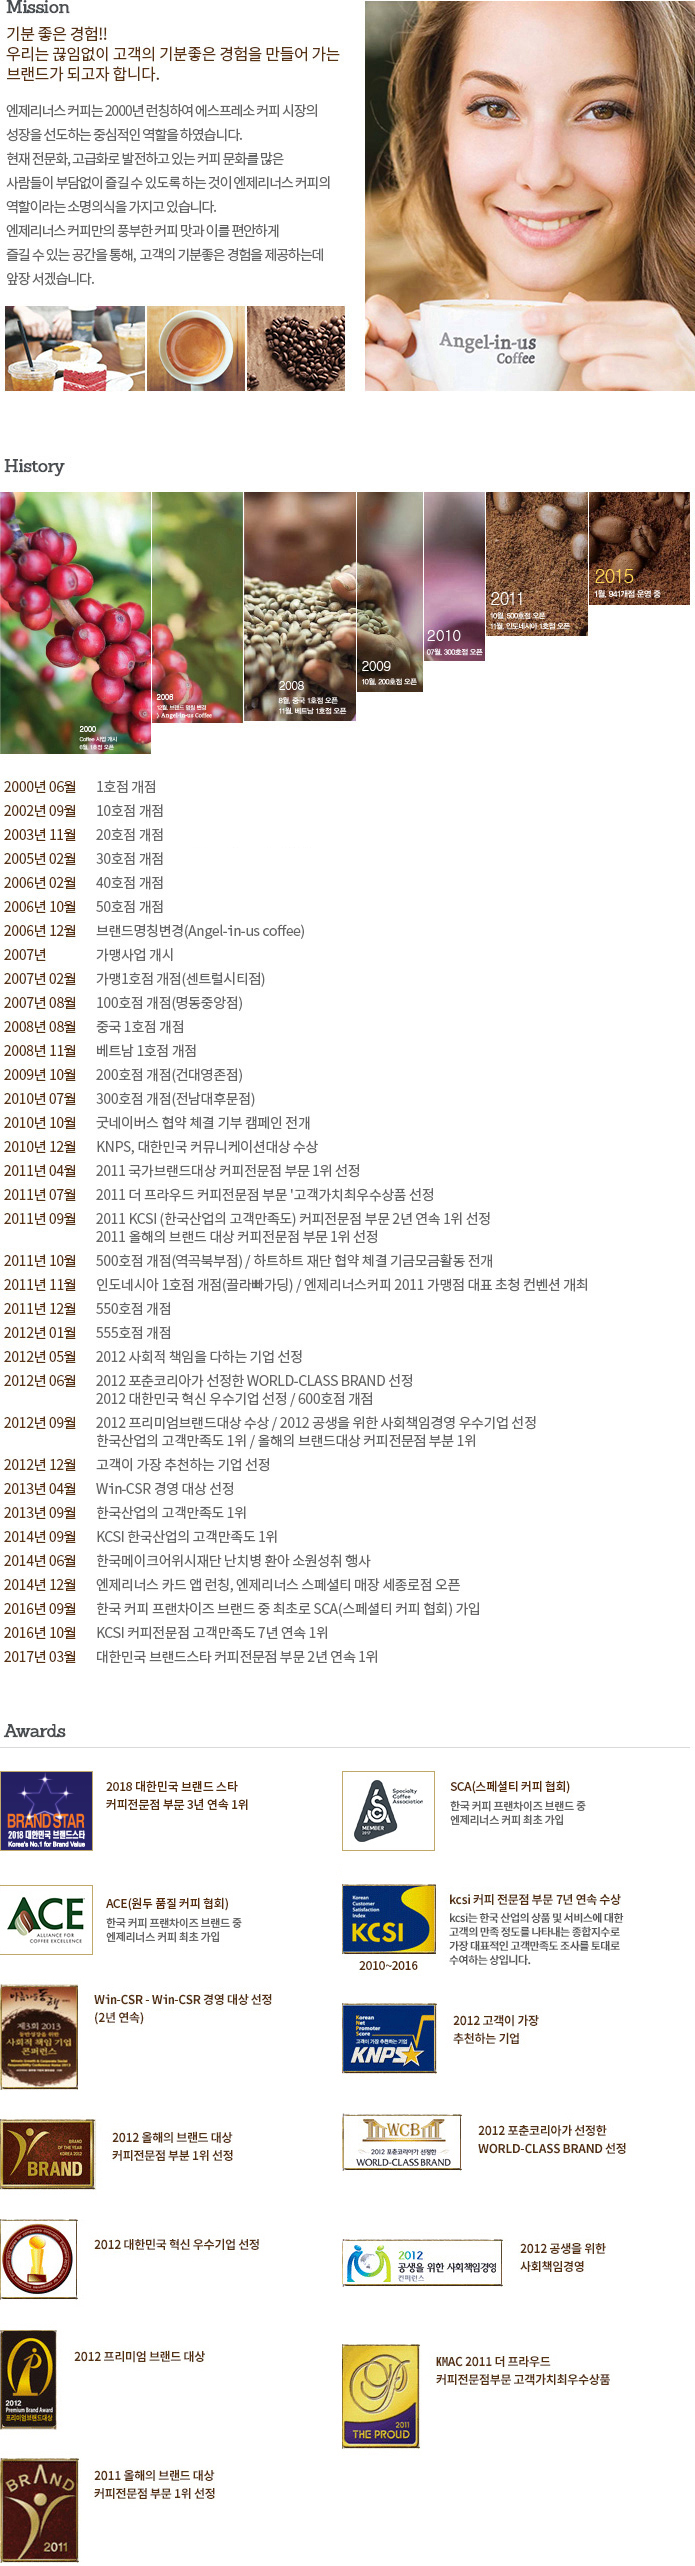 Mission
기분 좋은 경험!!
우리는 끊임없이 고객의 기분좋은 경험을 만들어 가는
브랜드가 되고자 합니다.
엔제리너스 커피는 2000년 런칭하여 에스프레소 커피 시장의
성장을 선도하는 중심적인 역할을 하였습니다.
현재 전문화, 고급화로 발전하고 있는 커피 문화를 많은
사람들이 부담없이 즐길 수 있도록 하는 것이 엔제리너스 커피의
역할이라는 소명의식을 가지고 있습니다.
엔제리너스 커피만의 풍부한 커피 맛과 이를 편안하게
즐길 수 있는 공간을 통해, 고객의 기분좋은 경험을 제공하는데
앞장 서겠습니다.
Angel-in-us
Coffee
History
2000
Coffee 사업 개시
6월, 1호점 오픈
2006
12월, 브랜드 명칭 변경
Angel-in-us Coffee
2008
8월, 중국 1호점 오픈
11월, 베트남 1호점 오픈
2009
10월, 200호점 오픈
2010
07월, 300호점 오픈
2011
10월, 500호점 오픈
11월, 인도네시아 1호점 오픈
2015
1월, 941개점 운영 중
2000년 06월 1호점 개점
2002년 09월 10호점 개점
2003년 11월 20호점 개점
2005년 02월 30호점 개점
2006년 02월 40호점 개점
2006년 10월 50호점 개점
2006년 12월 브랜드명칭변경(Angel-in-us coffee)
2007년 가맹사업 개시
2007년 02월 가맹1호점 개점(센트럴시티점)
2007년 08월 100호점 개점(명동중앙점)
2008년 08월 중국 1호점 개점
2008년 11월 베트남 1호점 개점
2009년 10월 200호점 개점(건대영존점)
2010년 07월 300호점 개점(전남대후문점)
2010년 10월 굿네이버스 협약 체결 기부 캠페인 전개
2010년 12월 KNPS, 대한민국 커뮤니케이션대상 수상
2011년 04월 2011 국가브랜드대상 커피전문점 부문 1위 선정
2011년 07월 2011 더 프라우드 커피전문점 부문 '고객가치최우수상품 선정
2011년 09월 2011 KCSI (한국산업의 고객만족도) 커피전문점 부문 2년 연속 1위 선정
2011 올해의 브랜드 대상 커피전문점 부문 1위 선정
2011년 10월 500호점 개점(역곡북부점) / 하트하트 재단 협약 체결 기금모금활동 전개
2011년 11월 인도네시아 1호점 개점(끌라빠가딩) / 엔제리너스커피 2011 가맹점 대표 초청 컨벤션 개최
2011년 12월 550호점 개점
2012년 01월 555호점 개점
2012년 05월 2012 사회적 책임을 다하는 기업 선정
2012년 06월 2012 포춘코리아가 선정한 WORLD-CLASS BRAND 선정
2012 대한민국 혁신 우수기업 선정 / 600호점 개점
2012년 09월 2012 프리미엄브랜드대상 수상 / 2012 공생을 위한 사회책임경영 우수기업 선정
한국산업의 고객만족도 1위 / 올해의 브랜드대상 커피전문점 부분 1위
2012년 12월 고객이 가장 추천하는 기업 선정
2013년 04월 Win-CSR 경영 대상 선정
2013년 09월 한국산업의 고객만족도 1위
2014년 09월 KCSI 한국산업의 고객만족도 1위
2014년 06월 한국메이크어위시재단 난치병 환아 소원성취 행사
2014년 12월 엔제리너스 카드 앱 런칭, 엔제리너스 스페셜티 매장 세종로점 오픈
2016년 09월 한국 커피 프랜차이즈 브랜드 중 최초로 SCA(스페셜티 커피 협회) 가입
2016년 10월 KCSI 커피전문점 고객만족도 7년 연속 1위
2017년 03월 대한민국 브랜드스타 커피전문점 부문 2년 연속 1위
Awards
BRAND STAR
2018 대한민국 브랜드스타
Korea's No.1 for Brand Value
2018 대한민국 브랜드 스타
커피전문점 부문 3년 연속 1위
SCA
MEMBER
2017
Specialty
Coffee
Association
SCA(스페셜티 커피 협회)
한국 커피 프랜차이즈 브랜드 중
엔제리너스 커피 최초 가입
ACE
ALLIANCE FOR
COFFEE EXCELLENCE
ACE(원두 품질 커피 협회)
한국 커피 프랜차이즈 브랜드 중
엔제리너스 커피 최초 가입
Korean
Customer
Satisfaction
Index
KCSI
2010~2016
kcsi 커피 전문점 부문 7년 연속 수상
kcsi는 한국 산업의 상품 및 서비스에 대한
고객의 만족 정도를 나타내는 종합지수로
가장 대표적인 고객만족도 조사를 토대로
수여하는 상입니다.
제3회 2013
동반성장을 위한
사회적 책임 기업
콘퍼런스
Win-CSR - Win-CSR 경영 대상 선정
(2년 연속)
Korean
Net
Promoter
Score
고객이 가장 추천하는 기업
KNPS
2012 고객이 가장
추천하는 기업
BRAND
OF THE YEAR
KOREA 2012
BRAND
2012 올해의 브랜드 대상
커피전문점 부분 1위 선정
WCB
2012 포춘코리아가 선정한
WORLD-CLASS BRAND
2012 포춘코리아가 선정한
WORLD-CLASS BRAND 선정
2012 대한민국 혁신 우수기업 선정
2012
공생을 위한 사회책임경영
컨퍼런스
2012 공생을 위한
사회책임경영
2012
Premium Brand Award
프리미엄브랜드대상
2012 프리미엄 브랜드 대상
2011
THE PROUD
KMAC 2011 더 프라우드
커피전문점부문 고객가치최우수상품
BRAND
2011
2011 올해의 브랜드 대상
커피전문점 부문 1위 선정